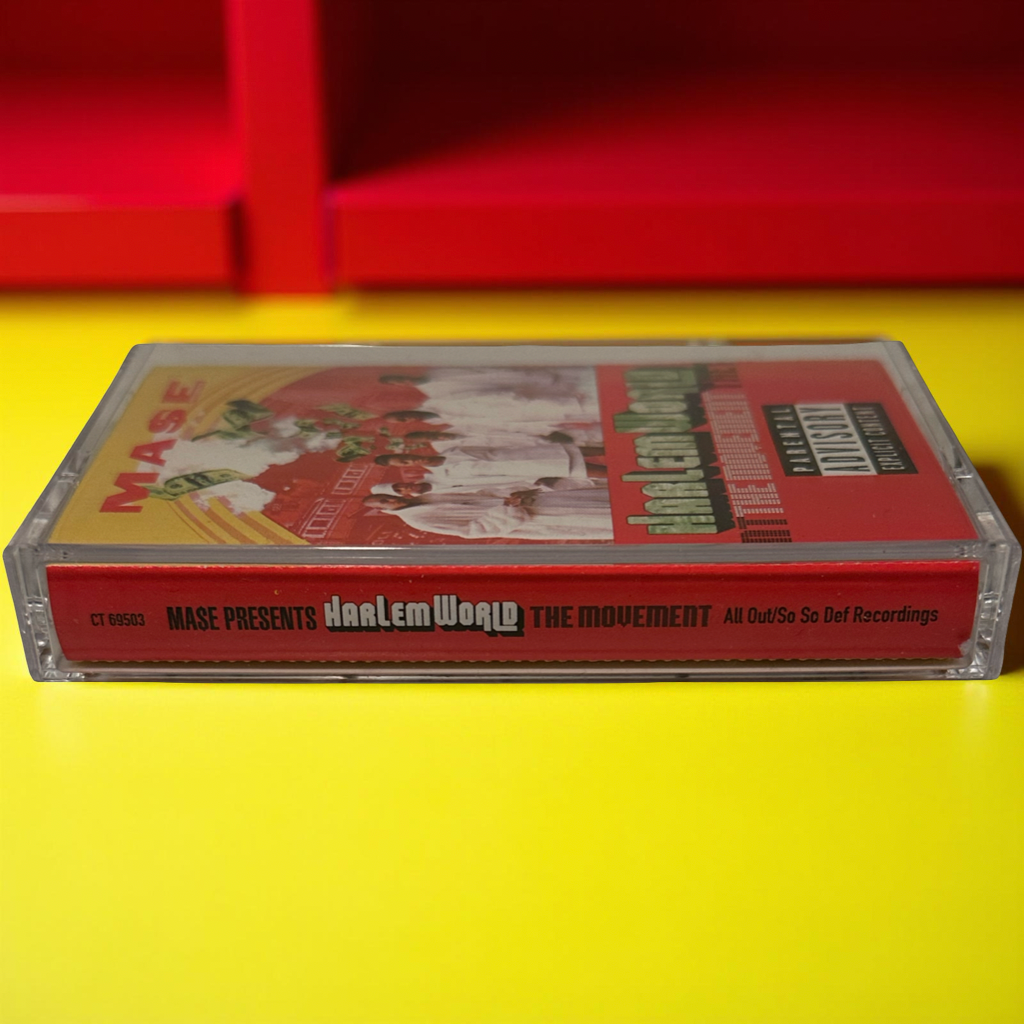 MA$E
HARLEM WORLD
THE MOVEMENT
PARENTAL
ADVISORY
EXPLICIT CONTENT
CT 69503 MA$E PRESENTS HARLEM WORLD THE MOVEMENT All Out/So So Def Recordings